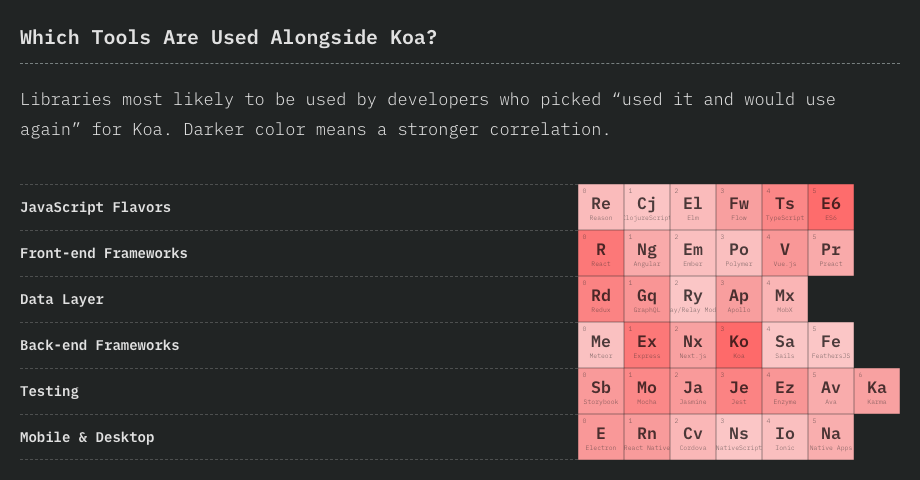 Which Tools Are Used Alongside Koa?
Libraries most likely to be used by developers who picked “used it and would use
again” for Koa. Darker color means a stronger correlation.
JavaScript Flavors
0 1 2 3 4 5
Re Cj El Fw Ts E6
Reason ClojureScript Elm Flow TypeScript ES6
Front-end Frameworks
0 1 2 3 4 5
R Ng Em Po V Pr
React Angular Ember Polymer Vue.js Preact
Data Layer
0 1 2 3 4
Rd Gq Ry Ap Mx
Redux GraphQL ay/Relay Mod Apollo MobX
Back-end Frameworks
0 1 2 3 4 5
Me Ex Nx Ko Sa Fe
Meteor Express Next.js Koa Sails FeathersJS
Testing
0 1 2 3 4 5 6
Sb Mo Ja Je Ez Av Ka
Storybook Mocha Jasmine Jest Enzyme Ava Karma
Mobile & Desktop
0 1 2 3 4 5
E Rn Cv Ns Io Na
Electron React Native Cordova NativeScript Ionic Native Apps